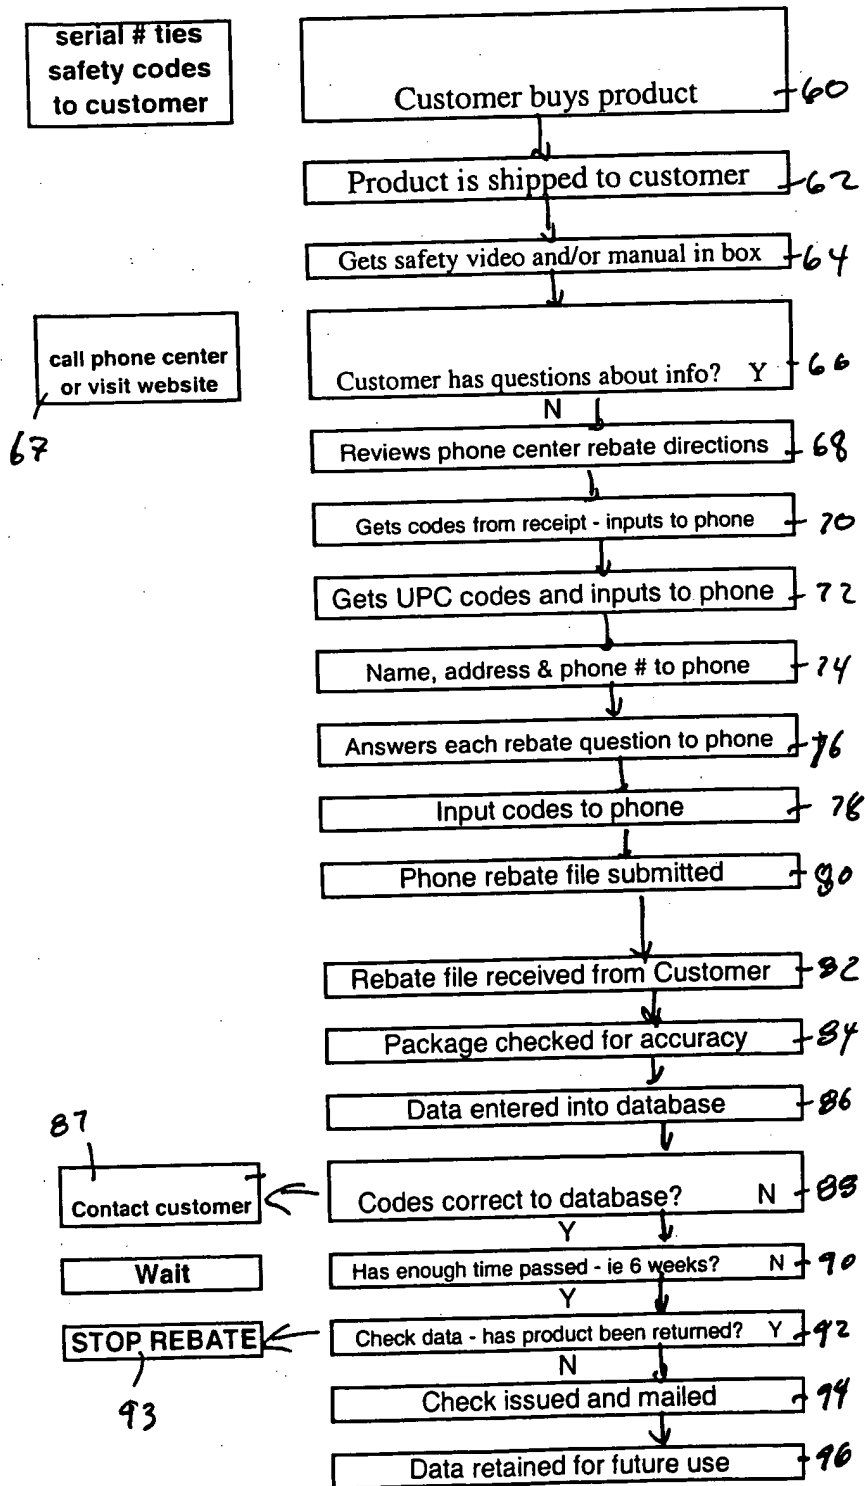 serial # ties
safety codes
to customer
Customer buys product
60
Product is shipped to customer
62
Gets safety video and/or manual in box
64
call phone center
or visit website
67
Customer has questions about info? Y
66
N
Reviews phone center rebate directions
68
Gets codes from receipt - inputs to phone
70
Gets UPC codes and inputs to phone
72
Name, address & phone # to phone
74
Answers each rebate question to phone
76
Input codes to phone
78
Phone rebate file submitted
80
Rebate file received from Customer
82
Package checked for accuracy
84
Data entered into database
86
87
Contact customer
Codes correct to database? N
88
Y
Wait
Has enough time passed - ie 6 weeks? N
90
Y
STOP REBATE
93
Check data - has product been returned? Y
92
N
Check issued and mailed
94
Data retained for future use
96